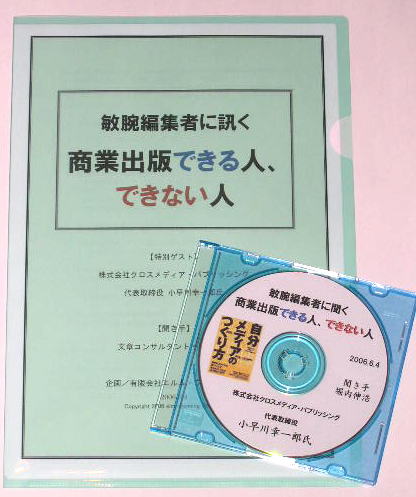 敏腕編集者に訊く
商業出版できる人、
できない人
【特別ゲスト】
株式会社クロスメディア・パブリッシング
代表取締役 小早川幸一郎氏
【聞き手】
文章コンサルタント
企画/有限会社エルム・
Copyright 2006
敏腕編集者に聞く
商業出版できる人、できない人
自分
メディアの
つくり方
2006.6.4
聞き手
堀内伸浩
株式会社クロスメディア・パブリッシング
代表取締役
小早川幸一郎氏